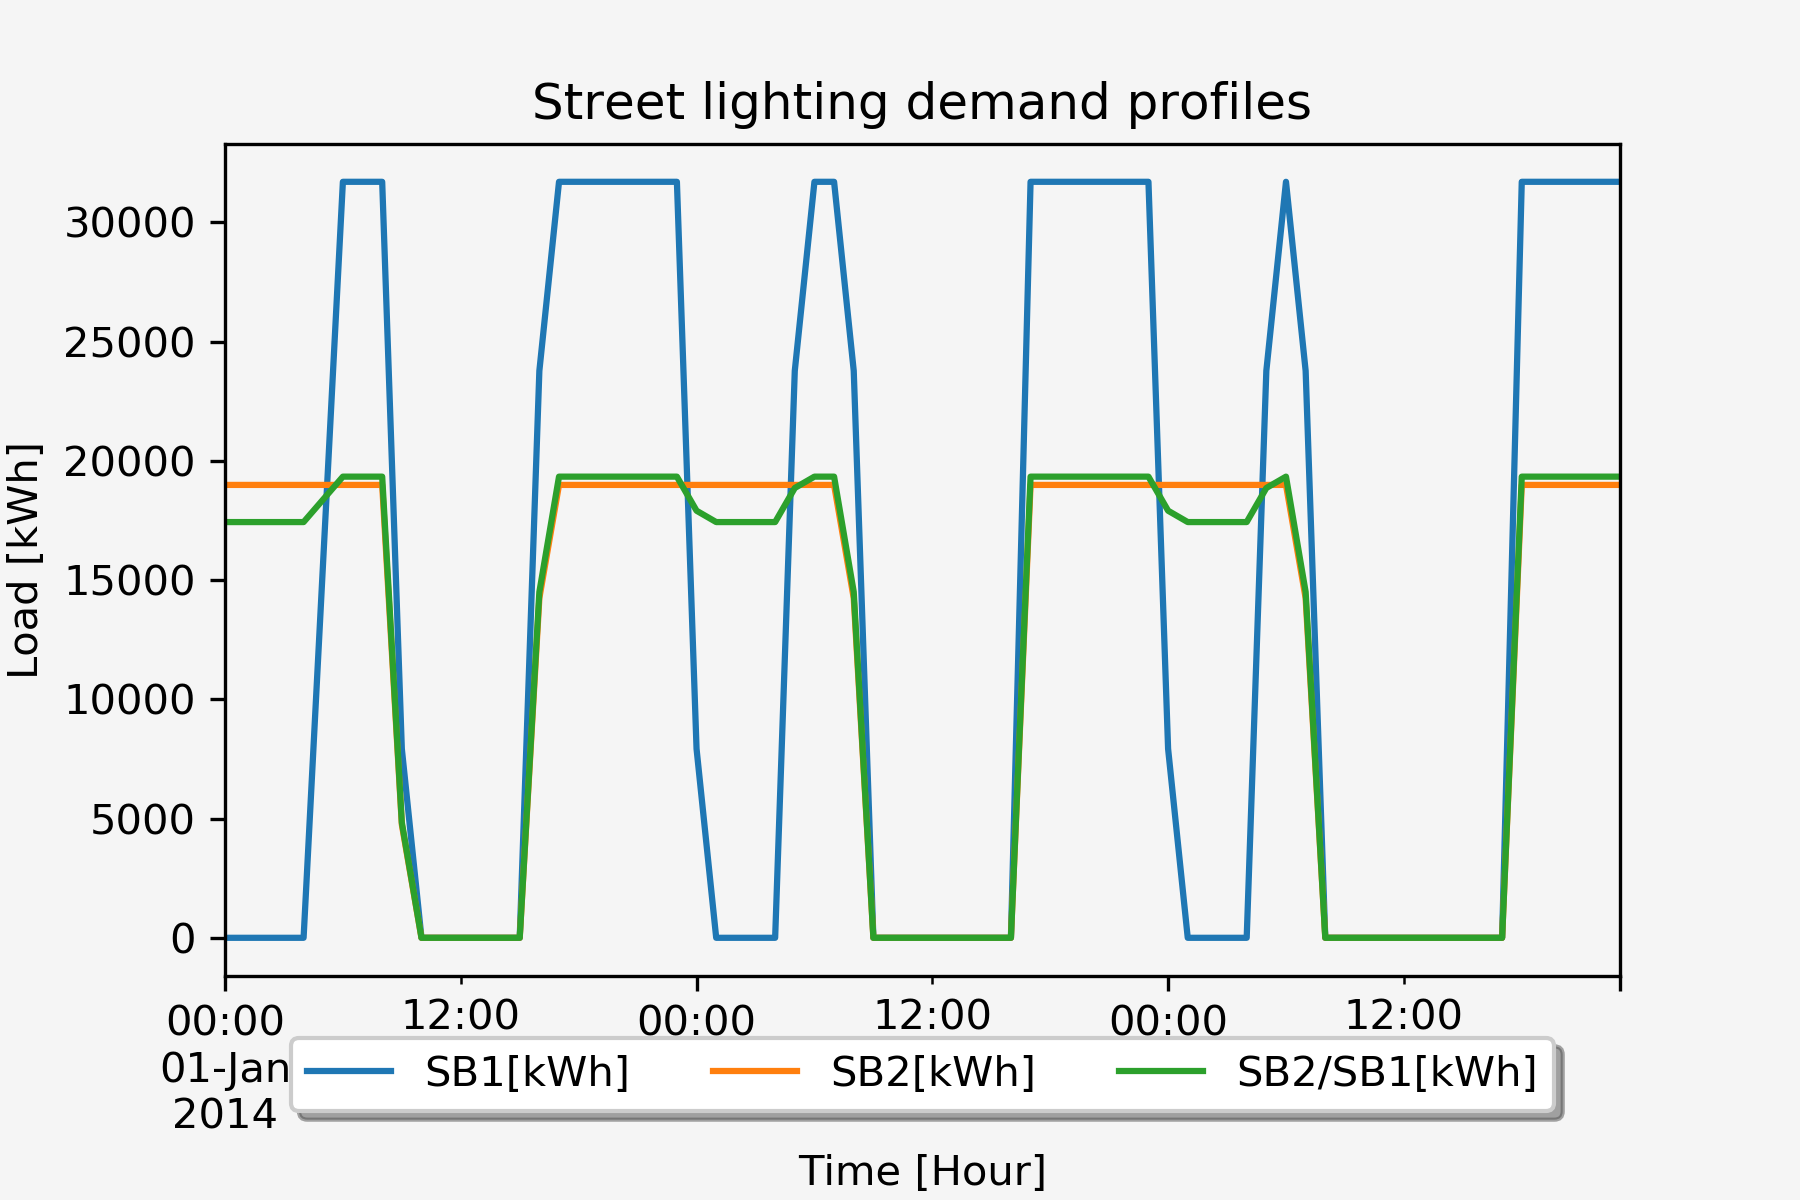 Street lighting demand profiles
Load [kWh]
30000
25000
20000
15000
10000
5000
0
00:00 12:00 00:00 12:00 00:00 12:00
01-Jan
2014
SB1[kWh] SB2[kWh] SB2/SB1[kWh]
Time [Hour]